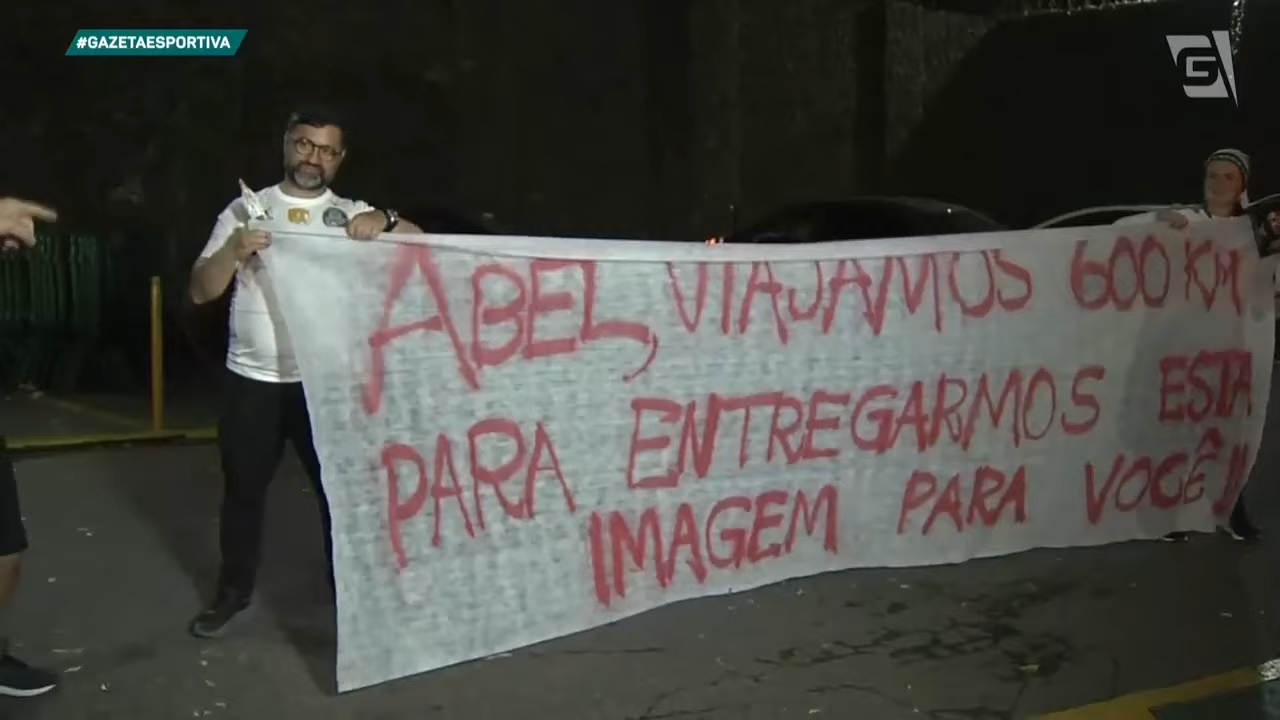 #GAZETAESPORTIVA
ABEL, VIAJAMOS 600 KM
PARA ENTREGARMOS ESTA
IMAGEM PARA VOCÊ!!